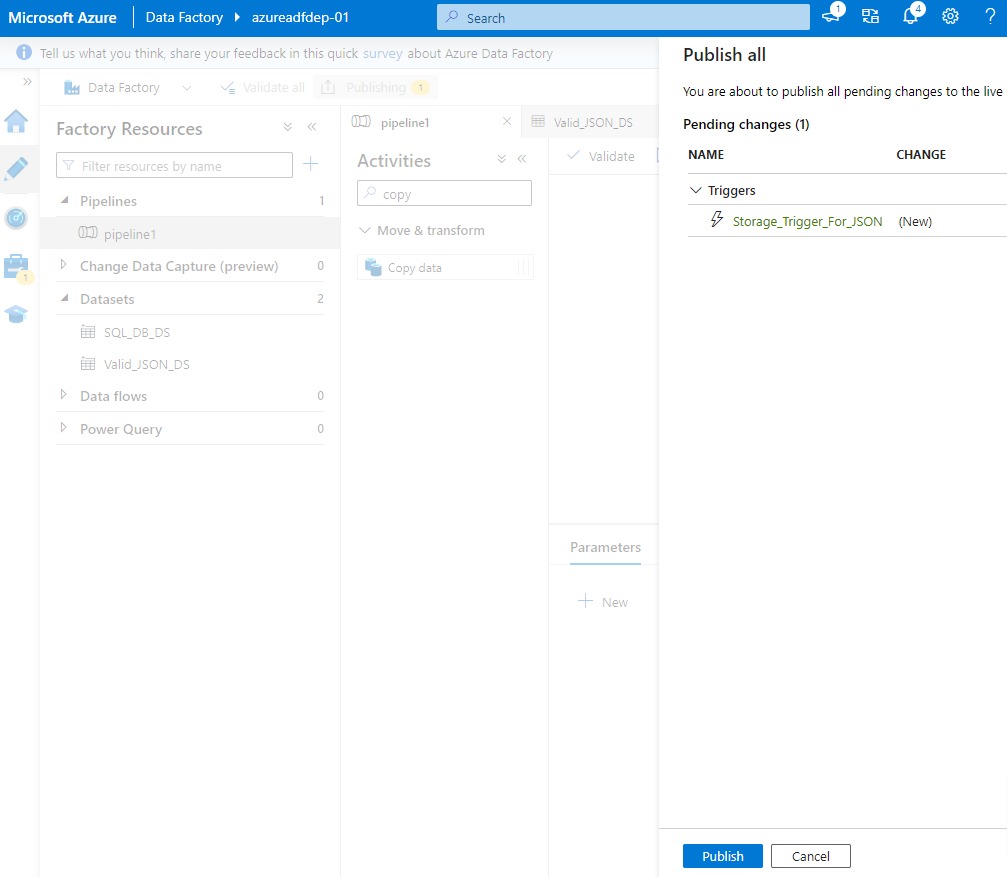 Microsoft Azure
Data Factory
azureadfdep-01
Search
1
4
?
Tell us what you think, share your feedback in this quick survey about Azure Data Factory
Data Factory
Validate all
Publishing
1
Factory Resources
Filter resources by name
Pipelines
1
pipeline1
Change Data Capture (preview)
0
Datasets
2
SQL_DB_DS
Valid_JSON_DS
Data flows
0
Power Query
0
1
pipeline1
Valid_JSON_DS
Activities
copy
Move & transform
Copy data
Validate
Parameters
New
Publish all
You are about to publish all pending changes to the live
Pending changes (1)
NAME
CHANGE
Triggers
Storage_Trigger_For_JSON
(New)
Publish
Cancel